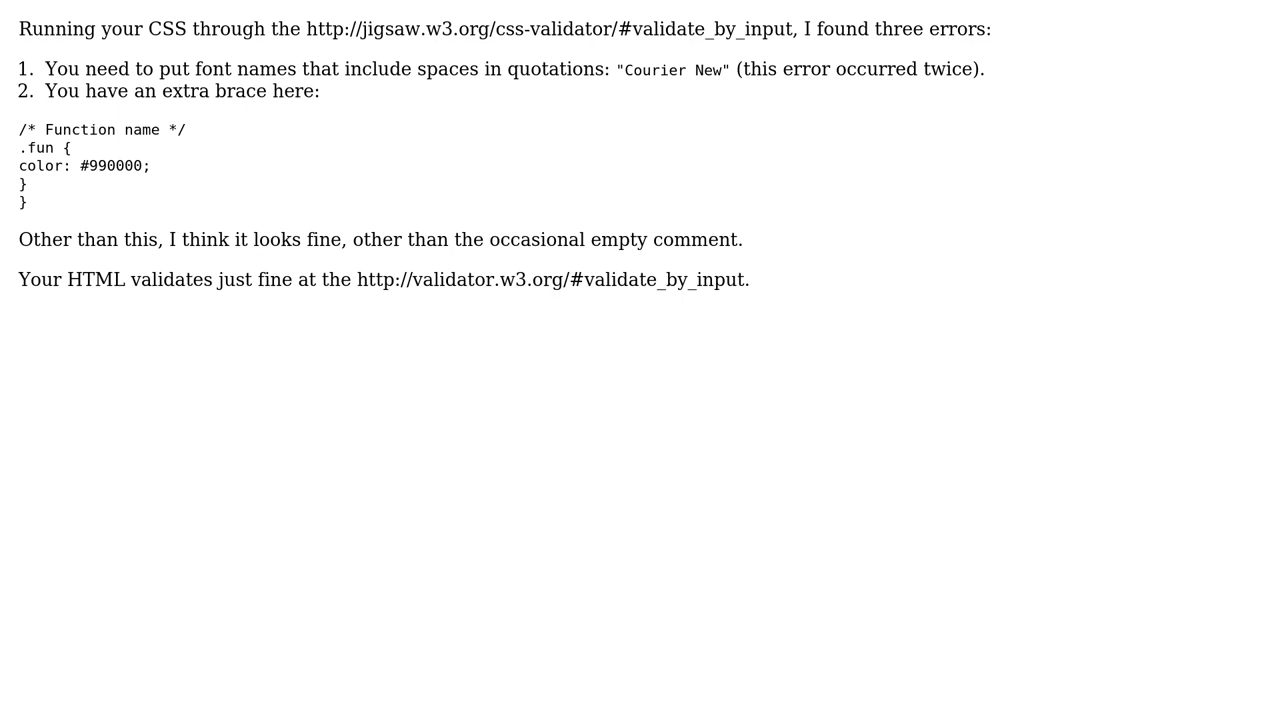 Running your CSS through the http://jigsaw.w3.org/css-validator/#validate_by_input, I found three errors:
1. You need to put font names that include spaces in quotations: "Courier New" (this error occurred twice).
2. You have an extra brace here:
/* Function name */
.fun {
color: #990000;
}
}
Other than this, I think it looks fine, other than the occasional empty comment.
Your HTML validates just fine at the http://validator.w3.org/#validate_by_input.